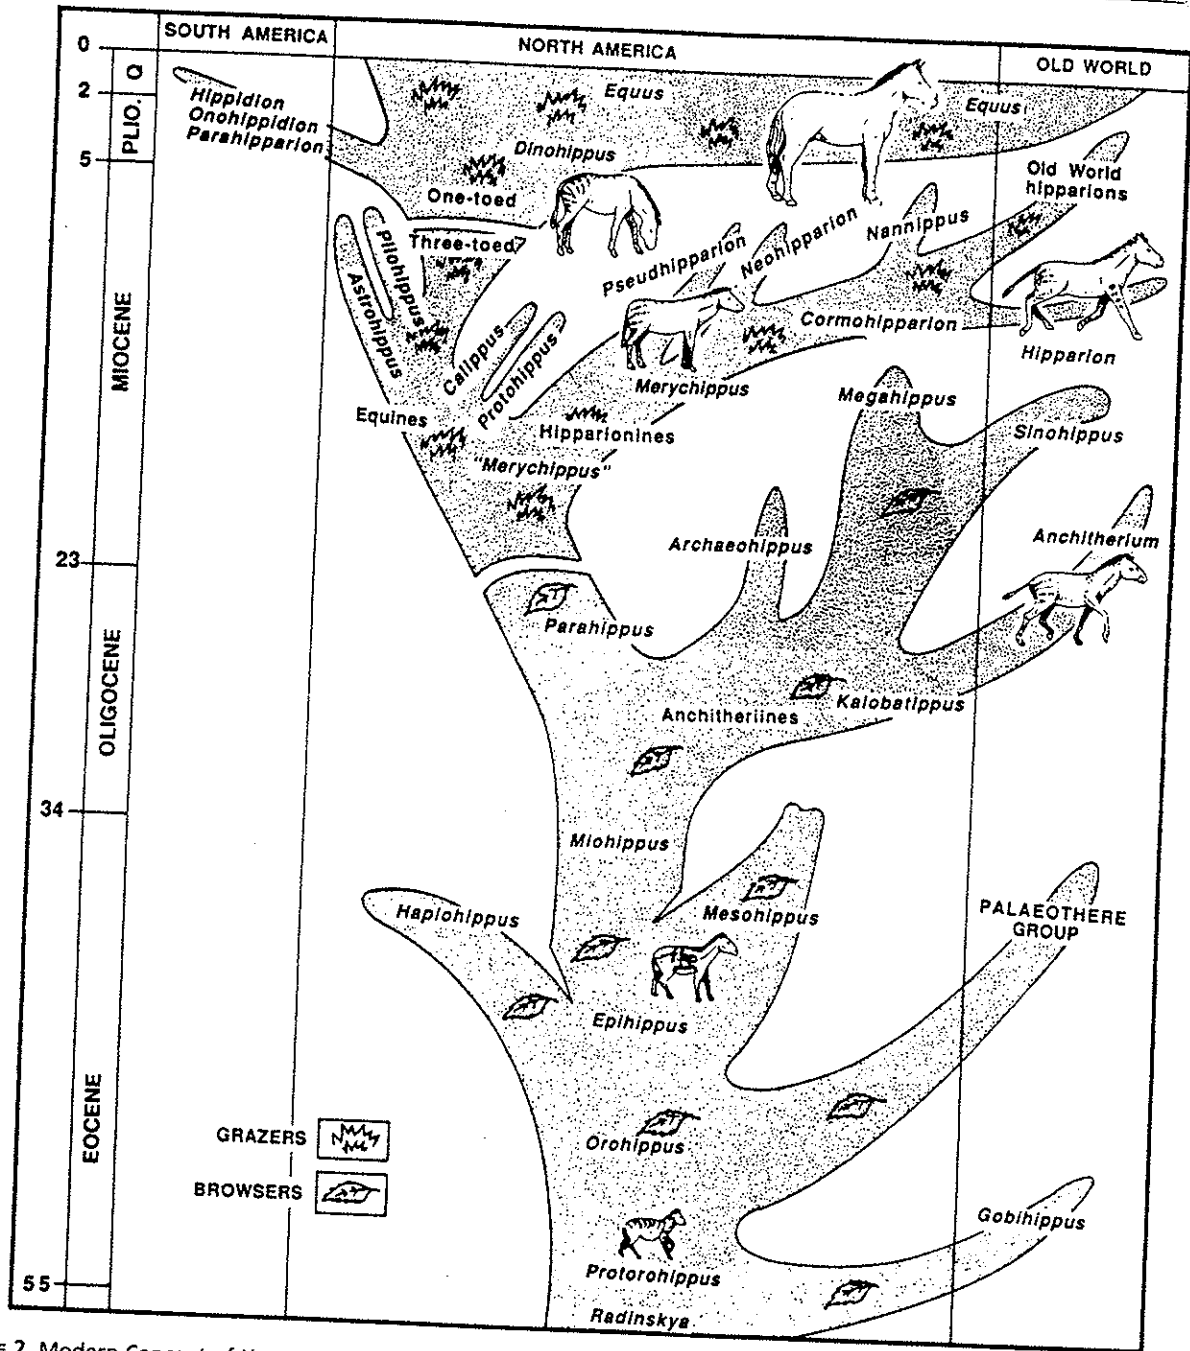 SOUTH AMERICA
NORTH AMERICA
OLD WORLD
0
Q
2
PLIO.
5
MIOCENE
23
OLIGOCENE
34
EOCENE
55
Hippidion
Onohippidion
Parahipparion
Equus
Equus
Dinohippus
One-toed
Three-toed
Old World
hipparions
Pliohippus
Astrohippus
Pseudhipparion
Neohipparion
Nannippus
Calippus
Protohippus
Cormohipparion
Hipparion
Merychippus
Megahippus
Equines
Hipparionines
Sinohippus
"Merychippus"
Archaeohippus
Anchitherium
Parahippus
Kalobatippus
Anchitheriines
Miohippus
Haplohippus
Mesohippus
PALAEOTHERE
GROUP
Epihippus
GRAZERS
Orohippus
BROWSERS
Gobihippus
Protorohippus
Radinskya
2. Modern